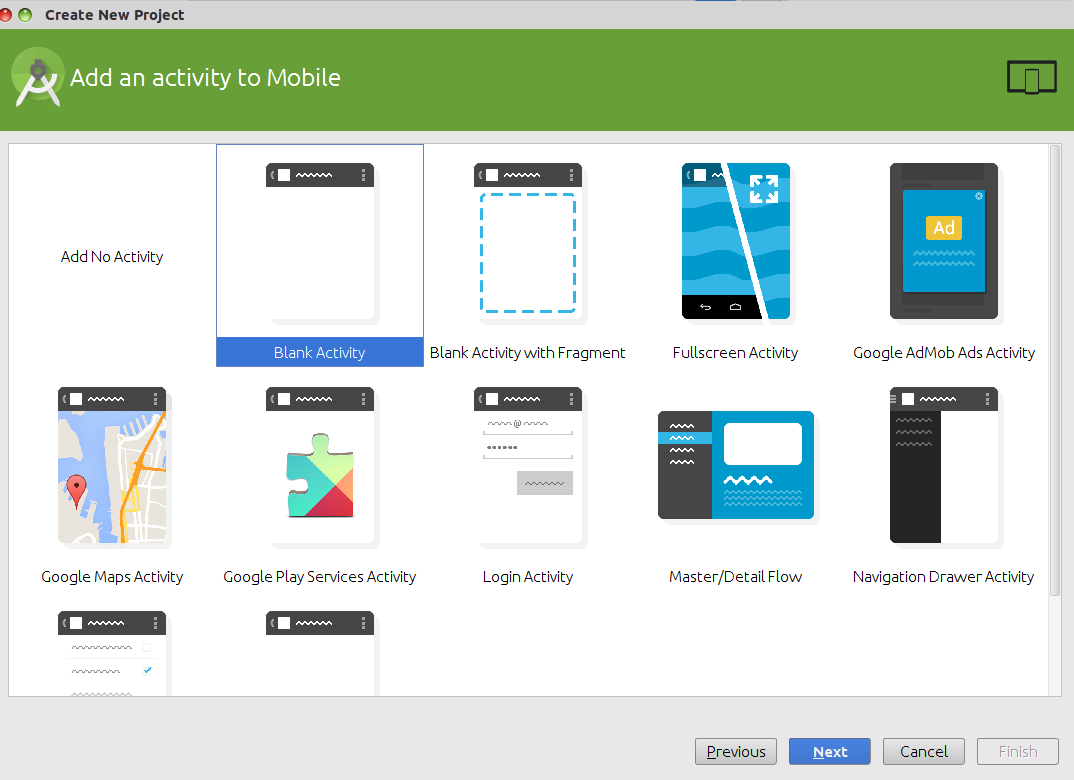 Create New Project
Add an activity to Mobile
Add No Activity
Blank Activity
Blank Activity with Fragment
Fullscreen Activity
Ad
Google AdMob Ads Activity
@
Google Maps Activity
Google Play Services Activity
Login Activity
Master/Detail Flow
Navigation Drawer Activity
Previous
Next
Cancel
Finish